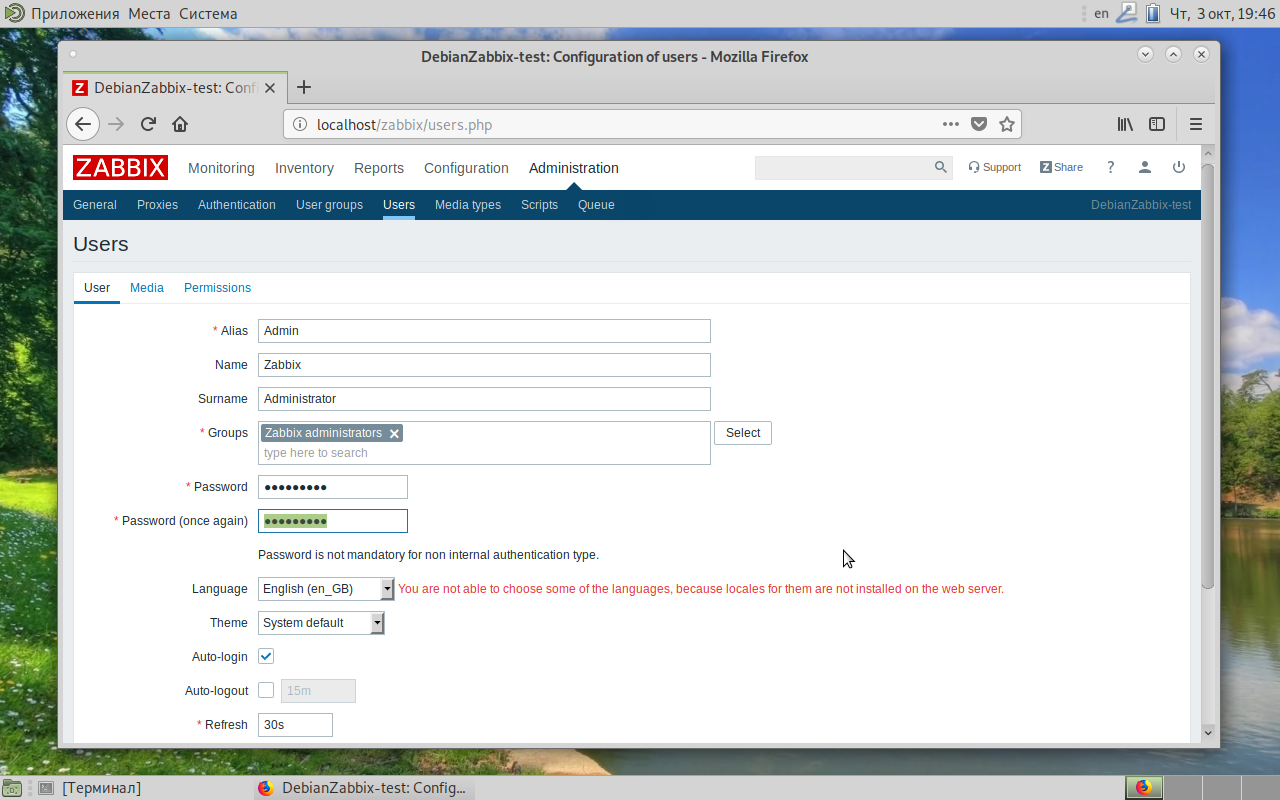 Приложения Места Система
en Чт, 3 окт, 19:46
DebianZabbix-test: Configuration of users - Mozilla Firefox
DebianZabbix-test: Conf
localhost/zabbix/users.php
ZABBIX Monitoring Inventory Reports Configuration Administration Support Z Share ?
General Proxies Authentication User groups Users Media types Scripts Queue DebianZabbix-test
Users
User Media Permissions
* Alias Admin
Name Zabbix
Surname Administrator
* Groups Zabbix administrators Select
type here to search
* Password ●●●●●●●●●
* Password (once again) ●●●●●●●●●
Password is not mandatory for non internal authentication type.
Language English (en_GB) You are not able to choose some of the languages, because locales for them are not installed on the web server.
Theme System default
Auto-login
Auto-logout 15m
* Refresh 30s
[Терминал] DebianZabbix-test: Config...